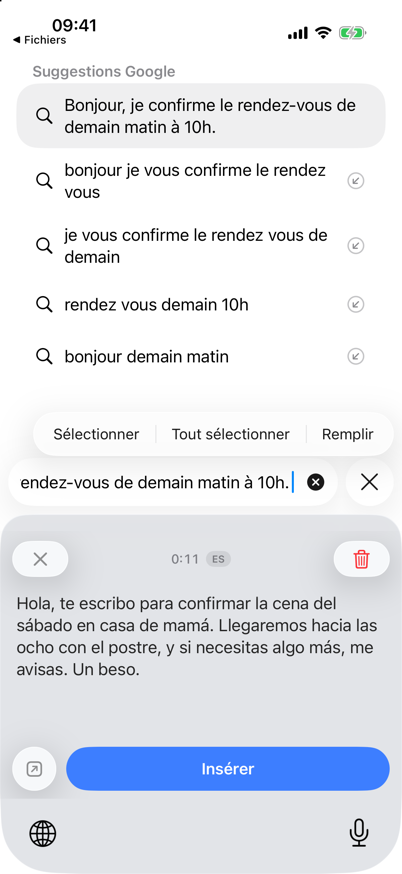 09:41
◀ Fichiers
Suggestions Google
Bonjour, je confirme le rendez-vous de
demain matin à 10h.
bonjour je vous confirme le rendez
vous
je vous confirme le rendez vous de
demain
rendez vous demain 10h
bonjour demain matin
Sélectionner
Tout sélectionner
Remplir
endez-vous de demain matin à 10h.
0:11 ES
Hola, te escribo para confirmar la cena del
sábado en casa de mamá. Llegaremos hacia las
ocho con el postre, y si necesitas algo más, me
avisas. Un beso.
Insérer